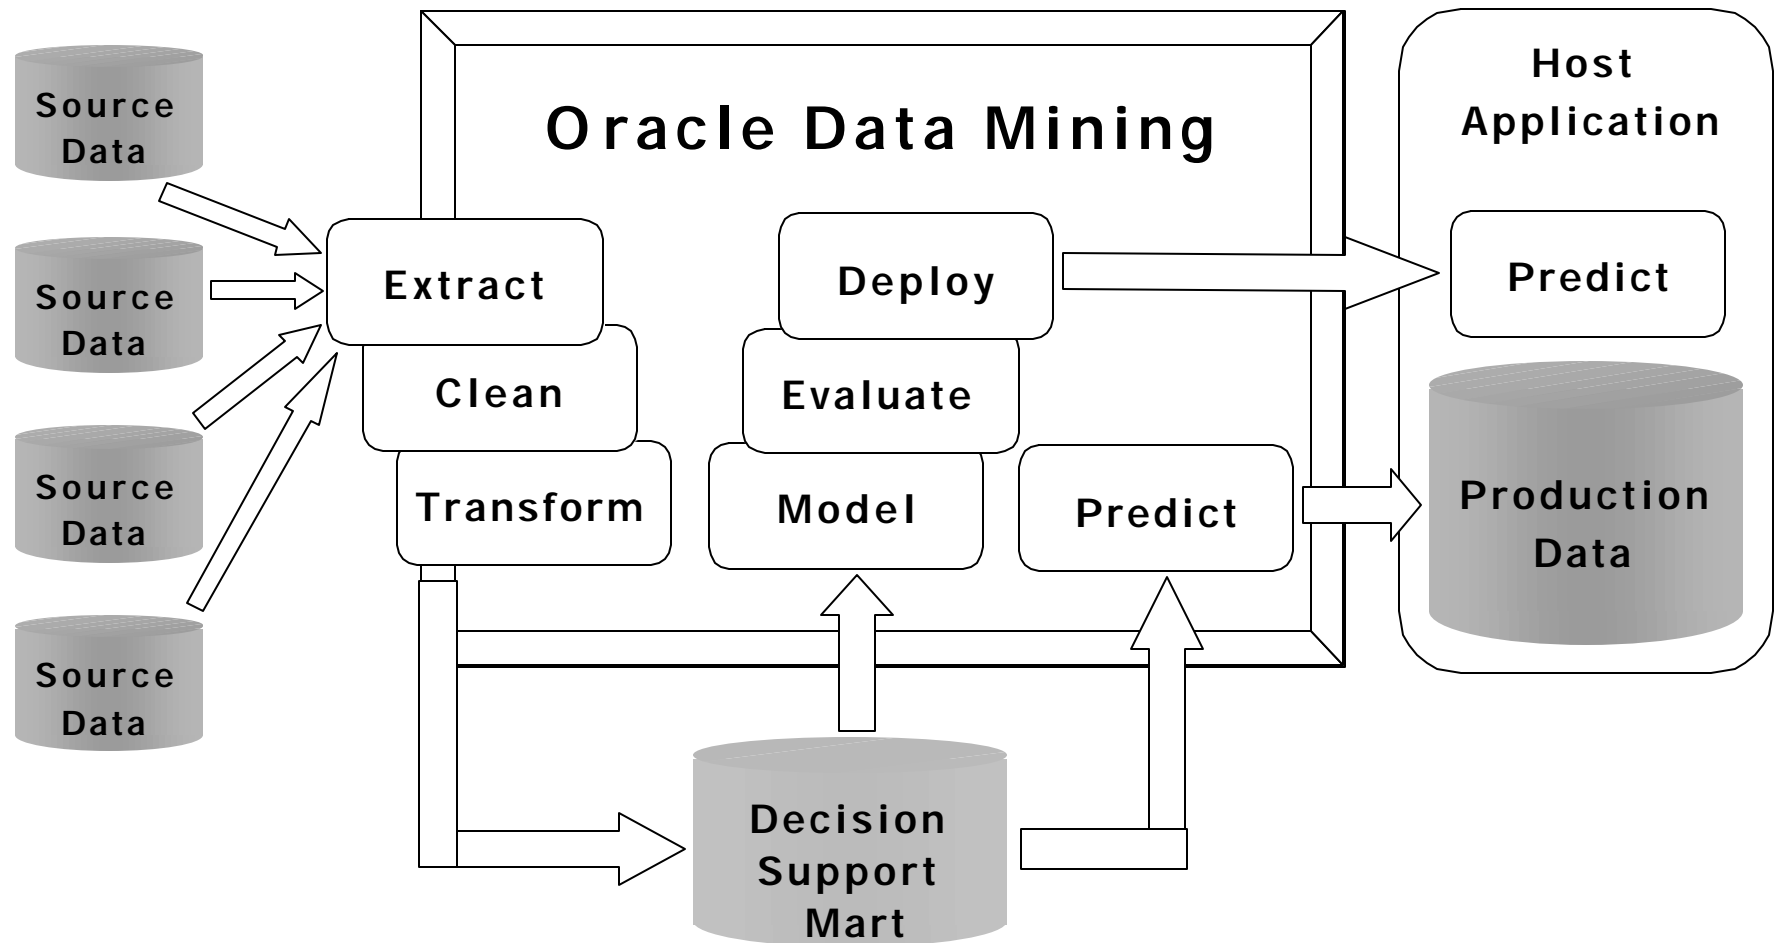 Source
Data
Source
Data
Source
Data
Source
Data
Oracle Data Mining
Extract
Clean
Transform
Deploy
Evaluate
Model
Predict
Decision
Support
Mart
Host
Application
Predict
Production
Data